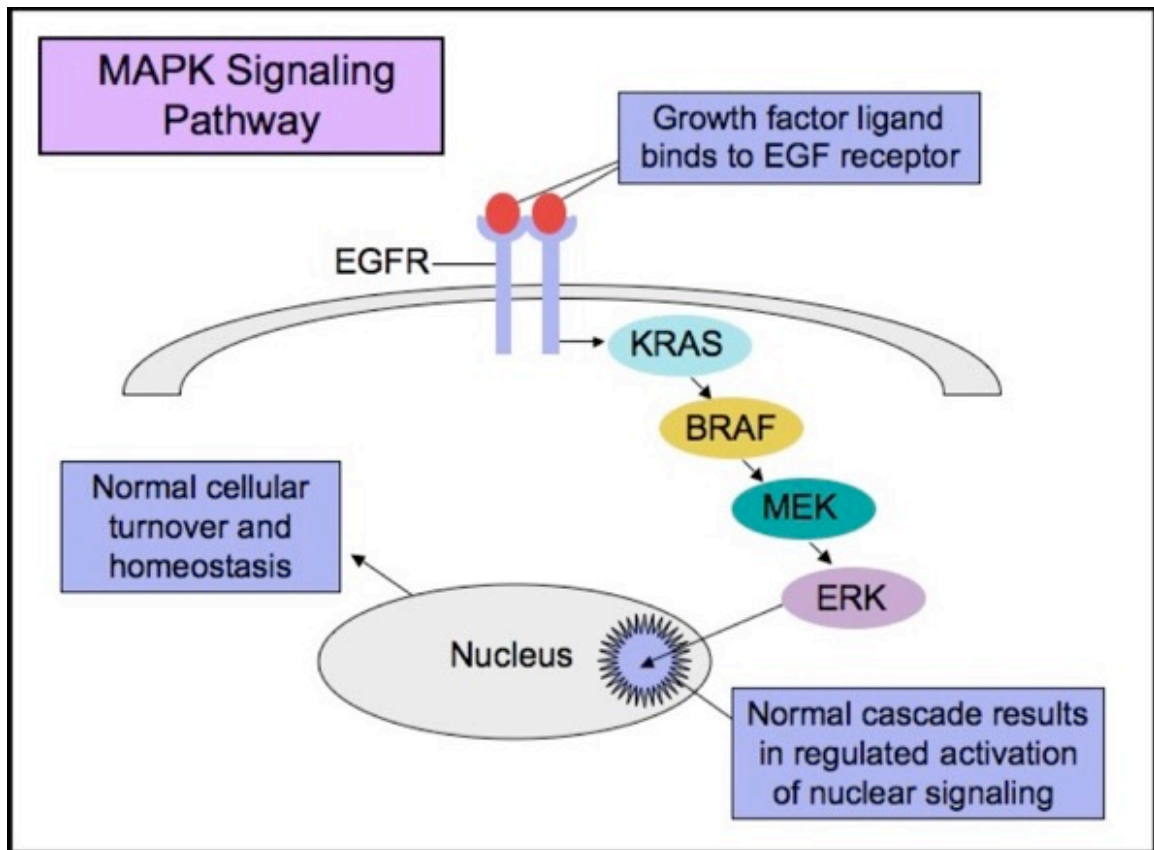 MAPK Signaling
Pathway
Growth factor ligand
binds to EGF receptor
EGFR
KRAS
BRAF
MEK
ERK
Normal cellular
turnover and
homeostasis
Nucleus
Normal cascade results
in regulated activation
of nuclear signaling